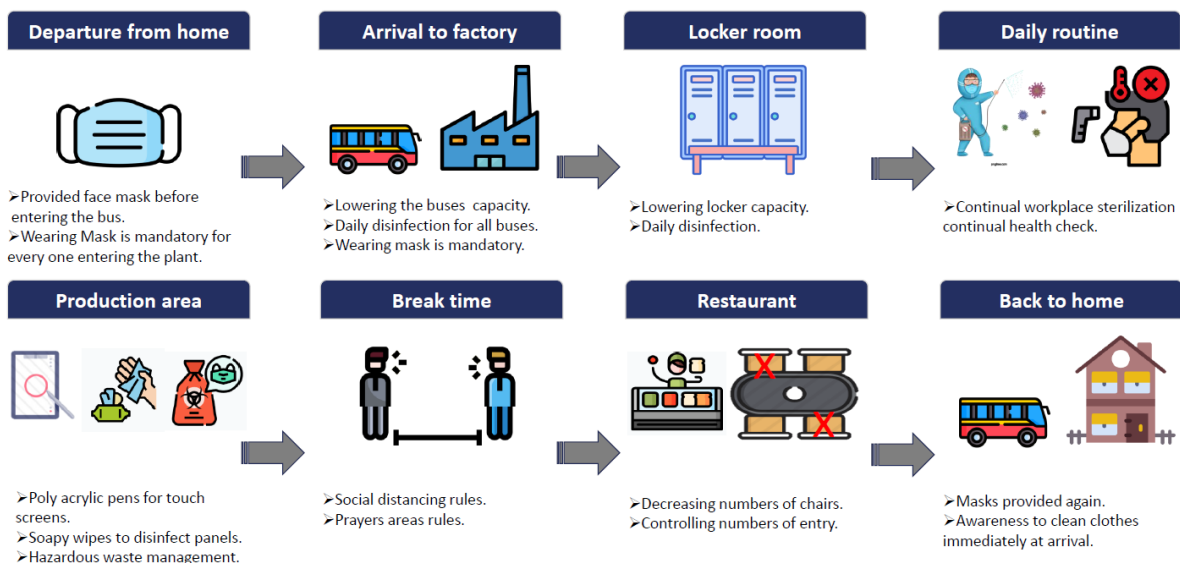 Departure from home
➢Provided face mask before
entering the bus.
➢Wearing Mask is mandatory for
every one entering the plant.
Arrival to factory
➢Lowering the buses capacity.
➢Daily disinfection for all buses.
➢Wearing mask is mandatory.
Locker room
➢Lowering locker capacity.
➢Daily disinfection.
Daily routine
➢Continual workplace sterilization
continual health check.
Production area
➢Poly acrylic pens for touch
screens.
➢Soapy wipes to disinfect panels.
➢Hazardous waste management.
Break time
➢Social distancing rules.
➢Prayers areas rules.
Restaurant
➢Decreasing numbers of chairs.
➢Controlling numbers of entry.
Back to home
➢Masks provided again.
➢Awareness to clean clothes
immediately at arrival.